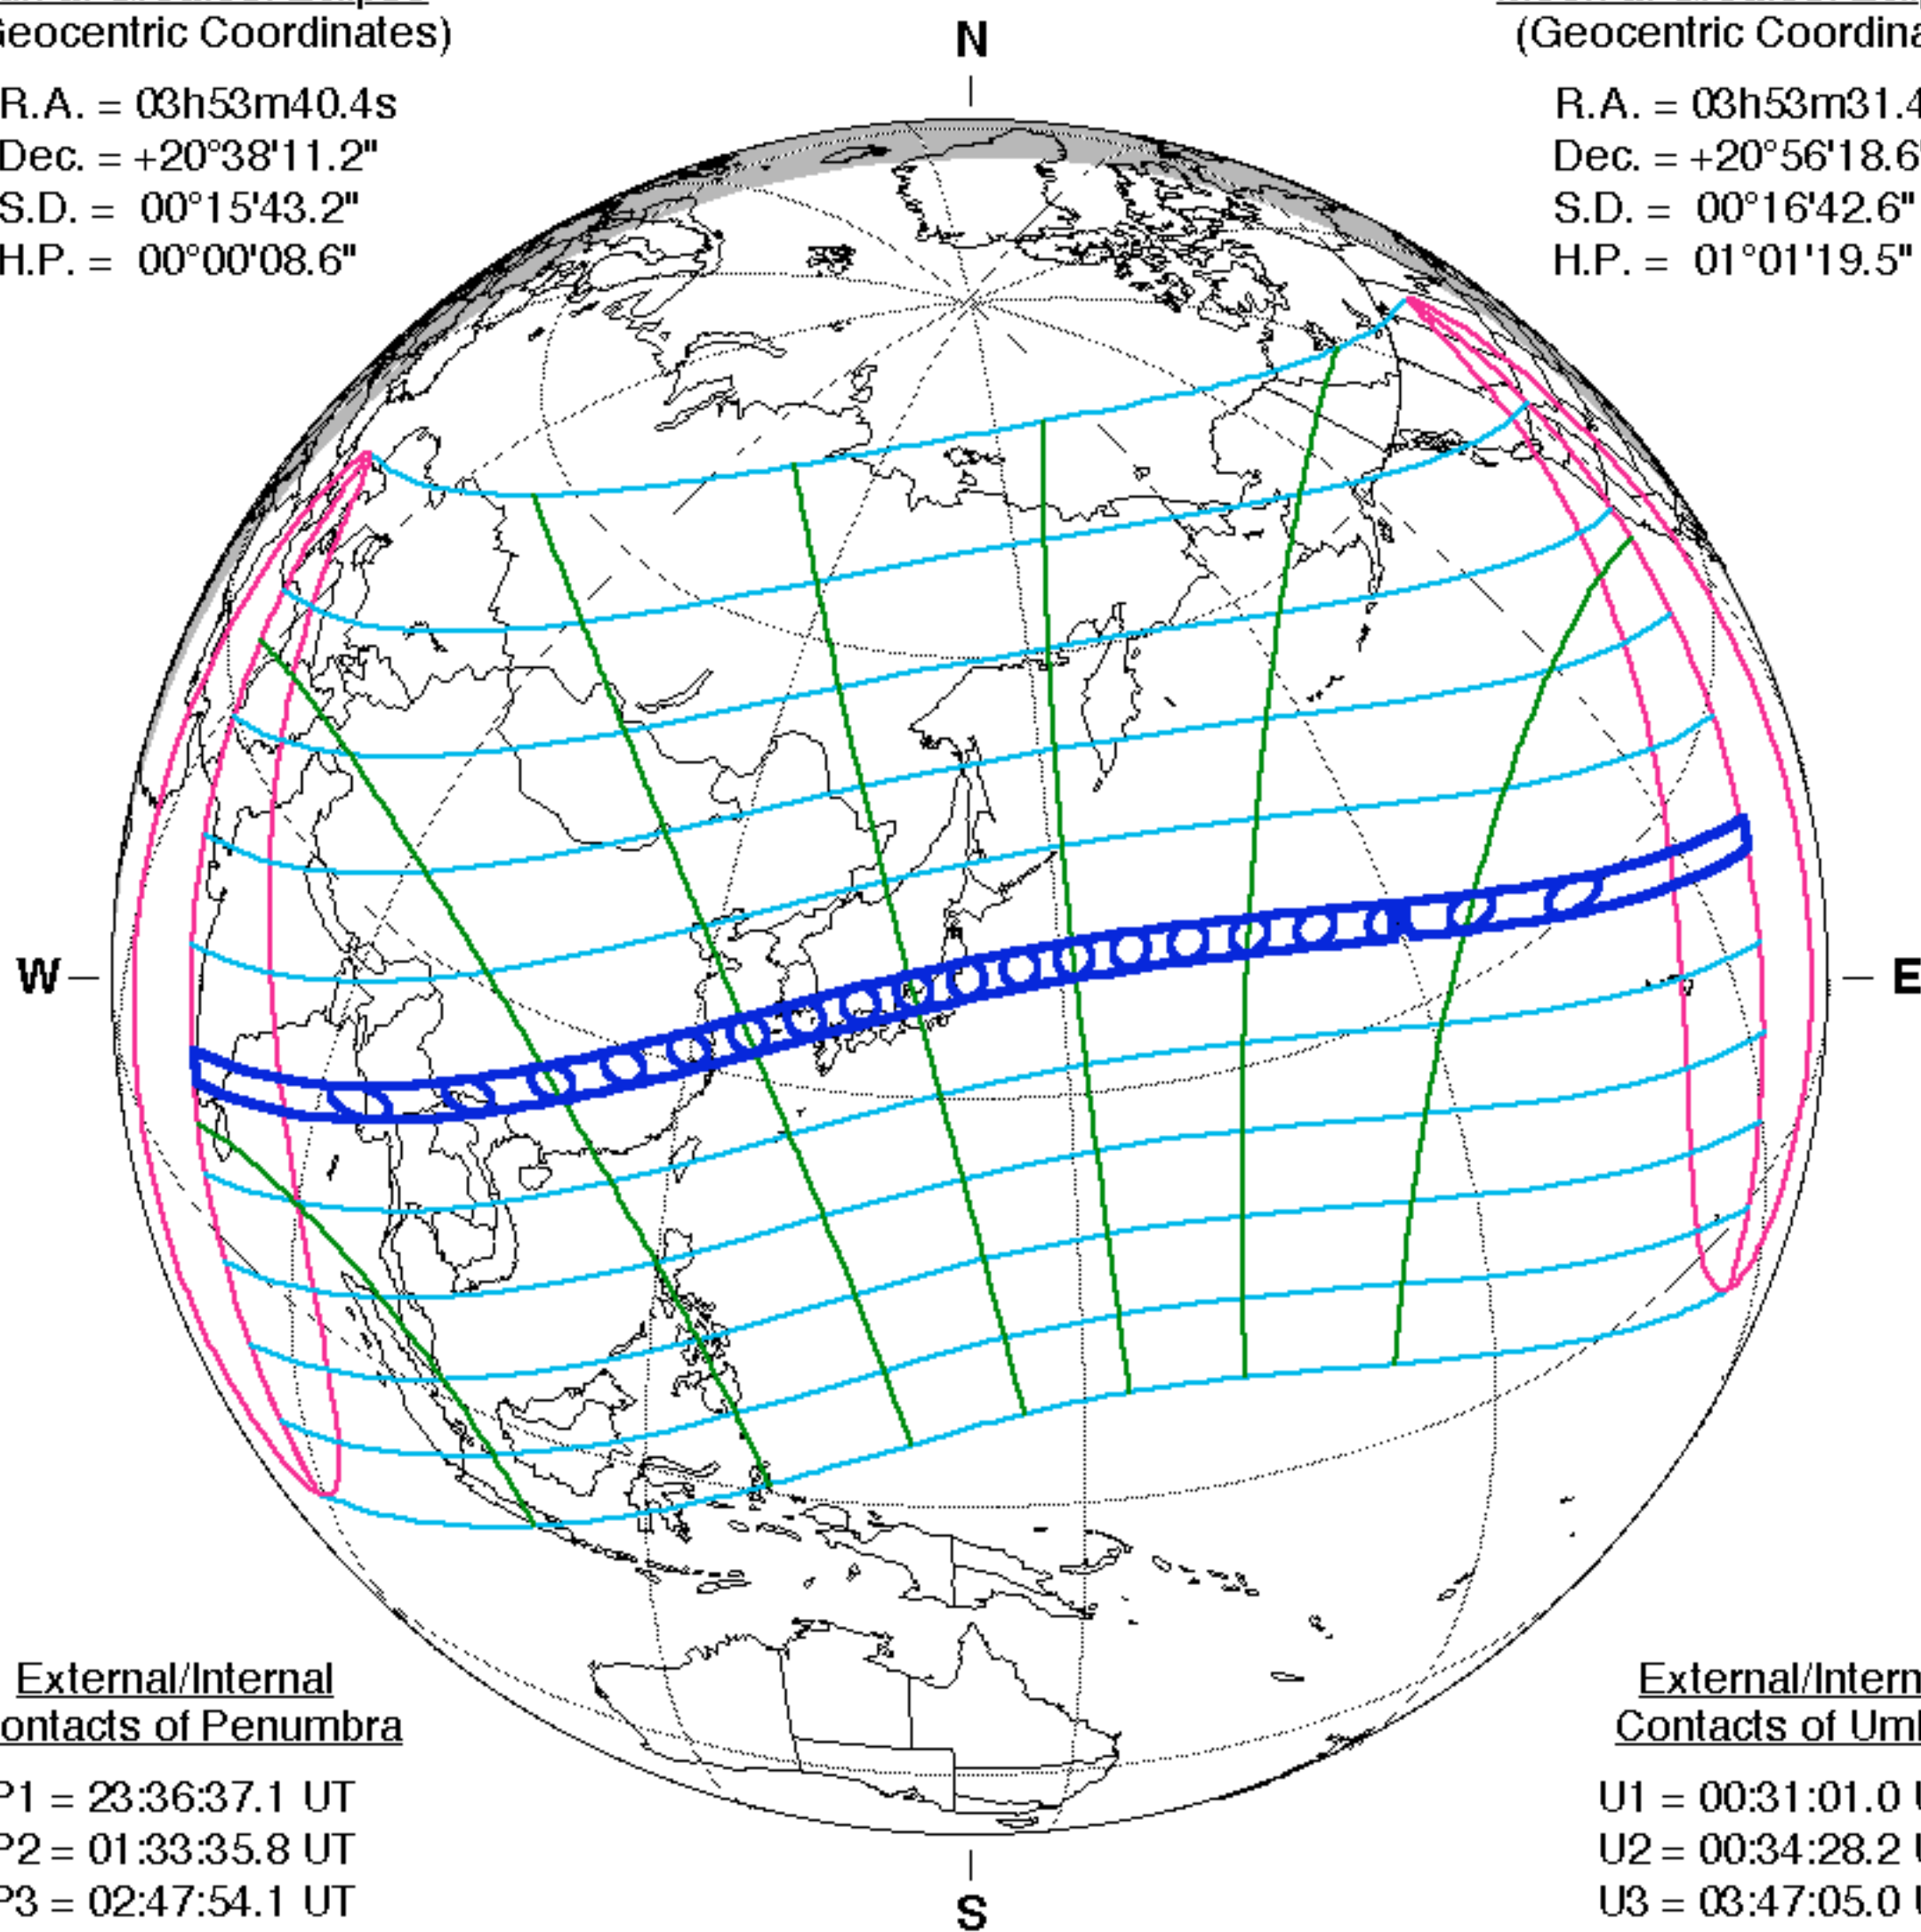 eocentric Coordinates)
R.A. = 03h53m40.4s
Dec. = +20°38'11.2"
S.D. = 00°15'43.2"
H.P. = 00°00'08.6"
N
(Geocentric Coordina
R.A. = 03h53m31.4
Dec. = +20°56'18.6"
S.D. = 00°16'42.6"
H.P. = 01°01'19.5"
W
E
External/Internal
ontacts of Penumbra
P1 = 23:36:37.1 UT
P2 = 01:33:35.8 UT
P3 = 02:47:54.1 UT
S
External/Intern
Contacts of Um
U1 = 00:31:01.0 U
U2 = 00:34:28.2 U
U3 = 03:47:05.0 U